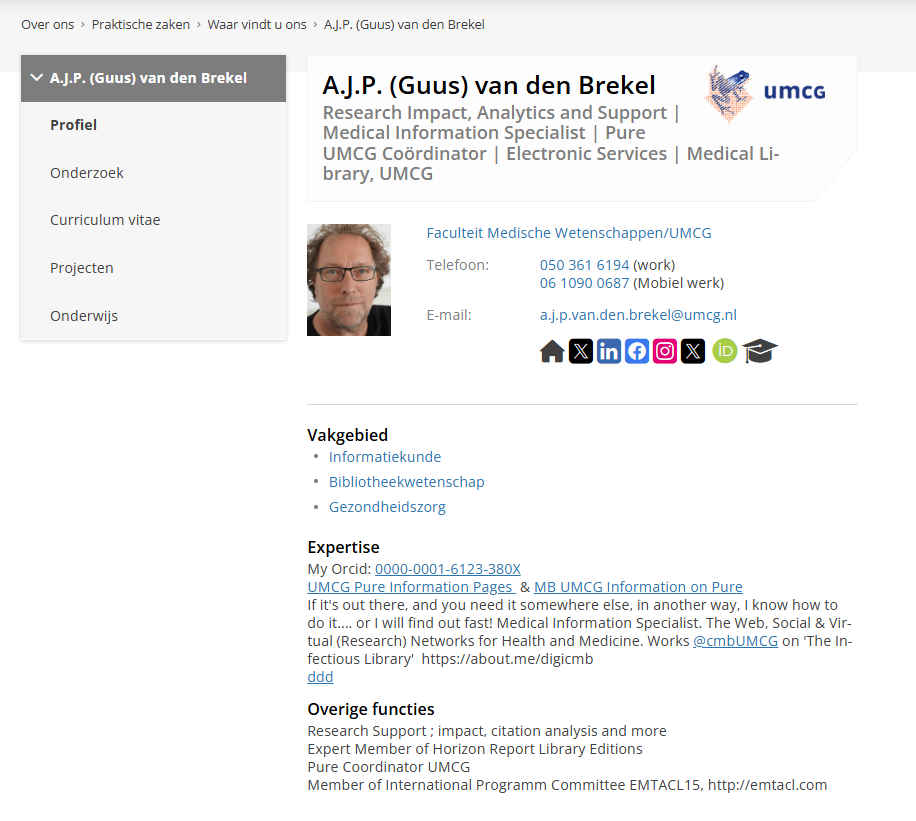 Over ons › Praktische zaken › Waar vindt u ons › A.J.P. (Guus) van den Brekel
A.J.P. (Guus) van den Brekel
Profiel
Onderzoek
Curriculum vitae
Projecten
Onderwijs
A.J.P. (Guus) van den Brekel
Research Impact, Analytics and Support |
Medical Information Specialist | Pure
UMCG Coördinator | Electronic Services | Medical Li-
brary, UMCG
umcg
Faculteit Medische Wetenschappen/UMCG
Telefoon: 050 361 6194 (work)
06 1090 0687 (Mobiel werk)
E-mail: a.j.p.van.den.brekel@umcg.nl
Vakgebied
• Informatiekunde
• Bibliotheekwetenschap
• Gezondheidszorg
Expertise
My Orcid: 0000-0001-6123-380X
UMCG Pure Information Pages & MB UMCG Information on Pure
If it's out there, and you need it somewhere else, in another way, I know how to
do it.... or I will find out fast! Medical Information Specialist. The Web, Social & Vir-
tual (Research) Networks for Health and Medicine. Works @cmbUMCG on 'The In-
fectious Library' https://about.me/digicmb
ddd
Overige functies
Research Support ; impact, citation analysis and more
Expert Member of Horizon Report Library Editions
Pure Coordinator UMCG
Member of International Programm Committee EMTACL15, http://emtacl.com